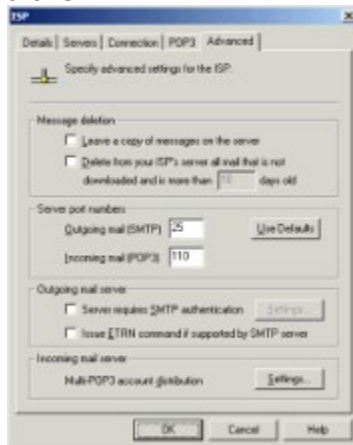 ISP
Details Servers Connection POP3 Advanced
Specify advanced settings for the ISP.
Message deletion
Leave a copy of messages on the server
Delete from your ISP's server all mail that is not
downloaded and is more than 10 days old
Server port numbers
Outgoing mail (SMTP) 25 Use Defaults
Incoming mail (POP3) 110
Outgoing mail server
Server requires SMTP authentication Settings...
Issue ETRN command if supported by SMTP server
Incoming mail server
Multi-POP3 account distribution Settings...
OK Cancel Help